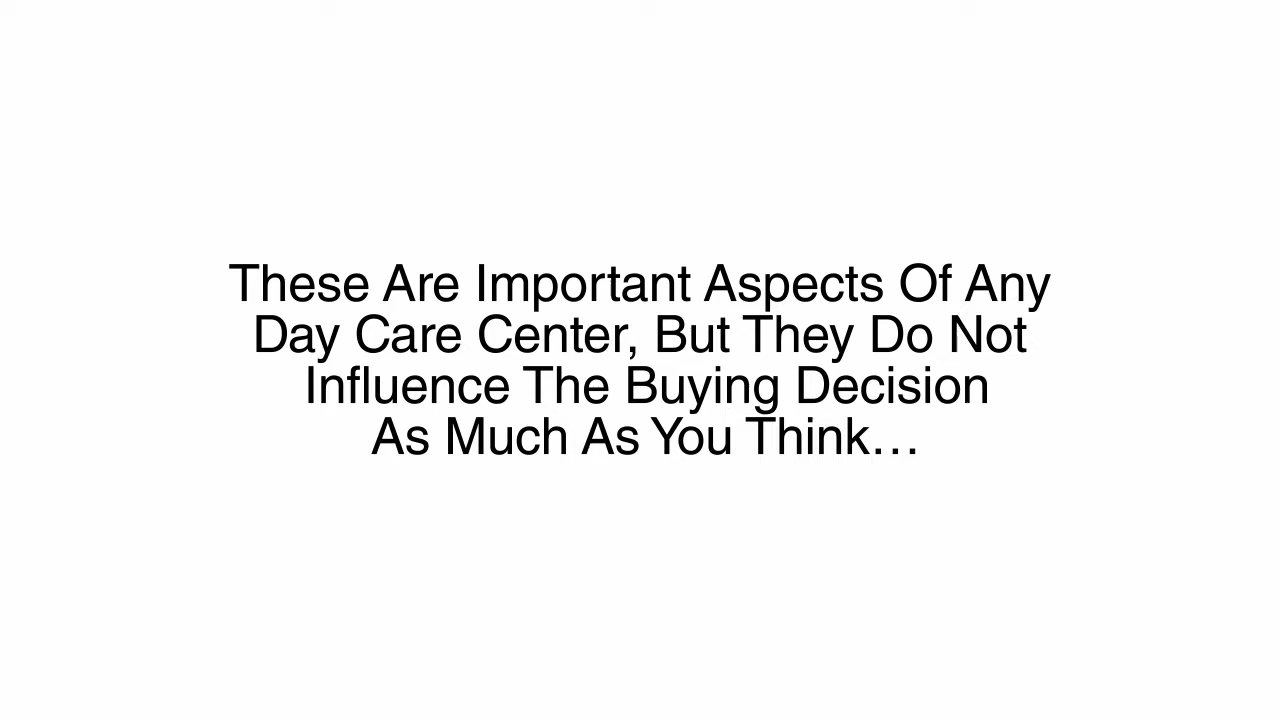 These Are Important Aspects Of Any
Day Care Center, But They Do Not
Influence The Buying Decision
As Much As You Think…